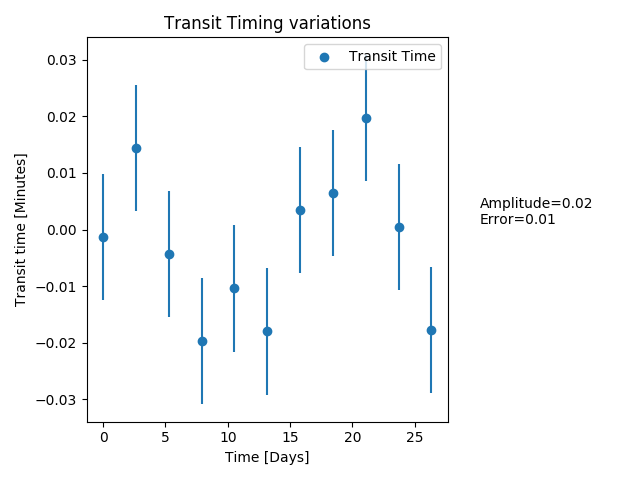 Transit Timing variations
Transit Time
Transit time [Minutes]
0.03
0.02
0.01
0.00
−0.01
−0.02
−0.03
0 5 10 15 20 25
Time [Days]
Amplitude=0.02
Error=0.01